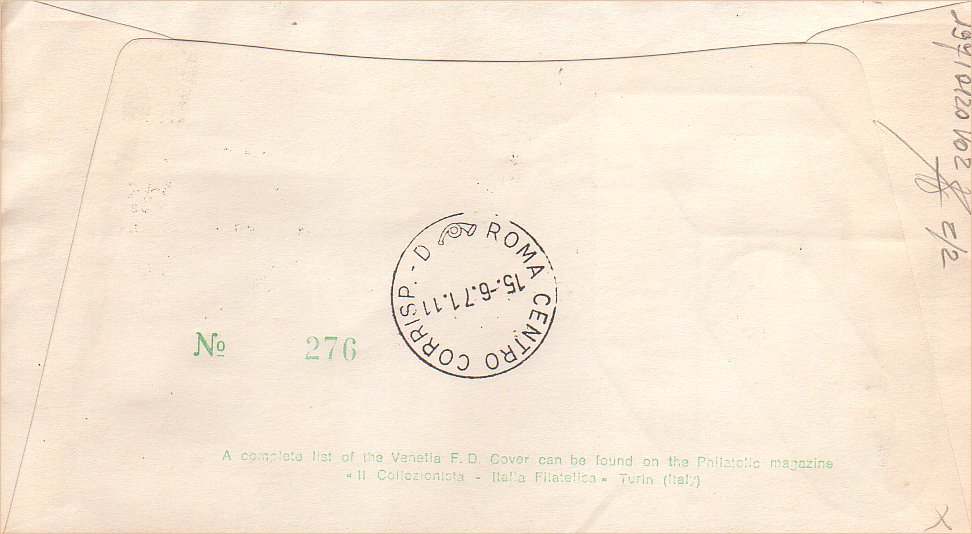 ROMA CENTRO CORRISP. - D
15.-6.71.11
№ 276
A complete list of the Venetia F. D. Cover can be found on the Philatelic magazine
« Il Collezionista - Italia Filatelica » Turin (Italy)
E/2
X